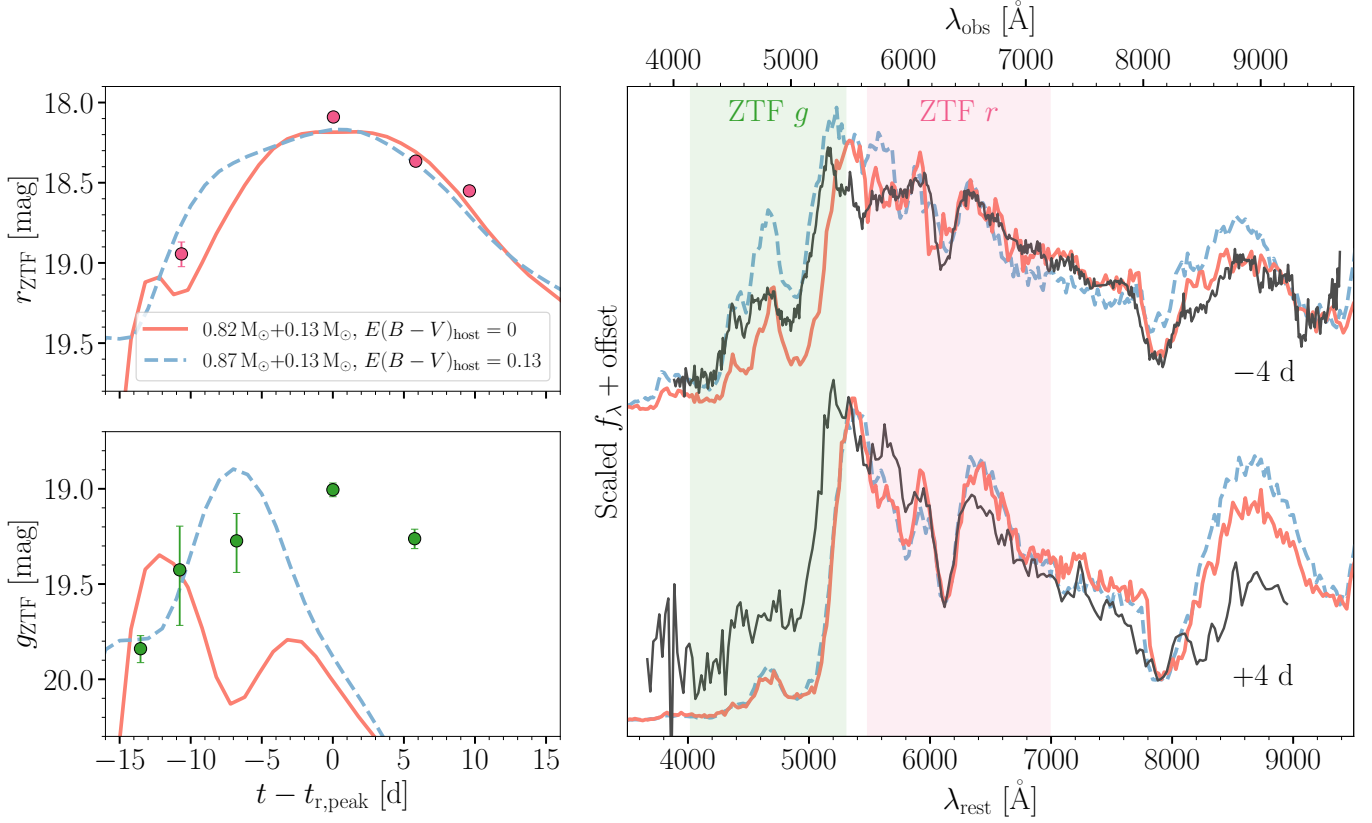 18.0
18.5
19.0
19.5
r_ZTF [mag]
0.82 M⊙+0.13 M⊙, E(B − V)_host = 0
0.87 M⊙+0.13 M⊙, E(B − V)_host = 0.13
19.0
19.5
20.0
g_ZTF [mag]
−15 −10 −5 0 5 10 15
t − t_r,peak [d]
λ_obs [Å]
4000 5000 6000 7000 8000 9000
ZTF g
ZTF r
Scaled f_λ + offset
−4 d
+4 d
4000 5000 6000 7000 8000 9000
λ_rest [Å]